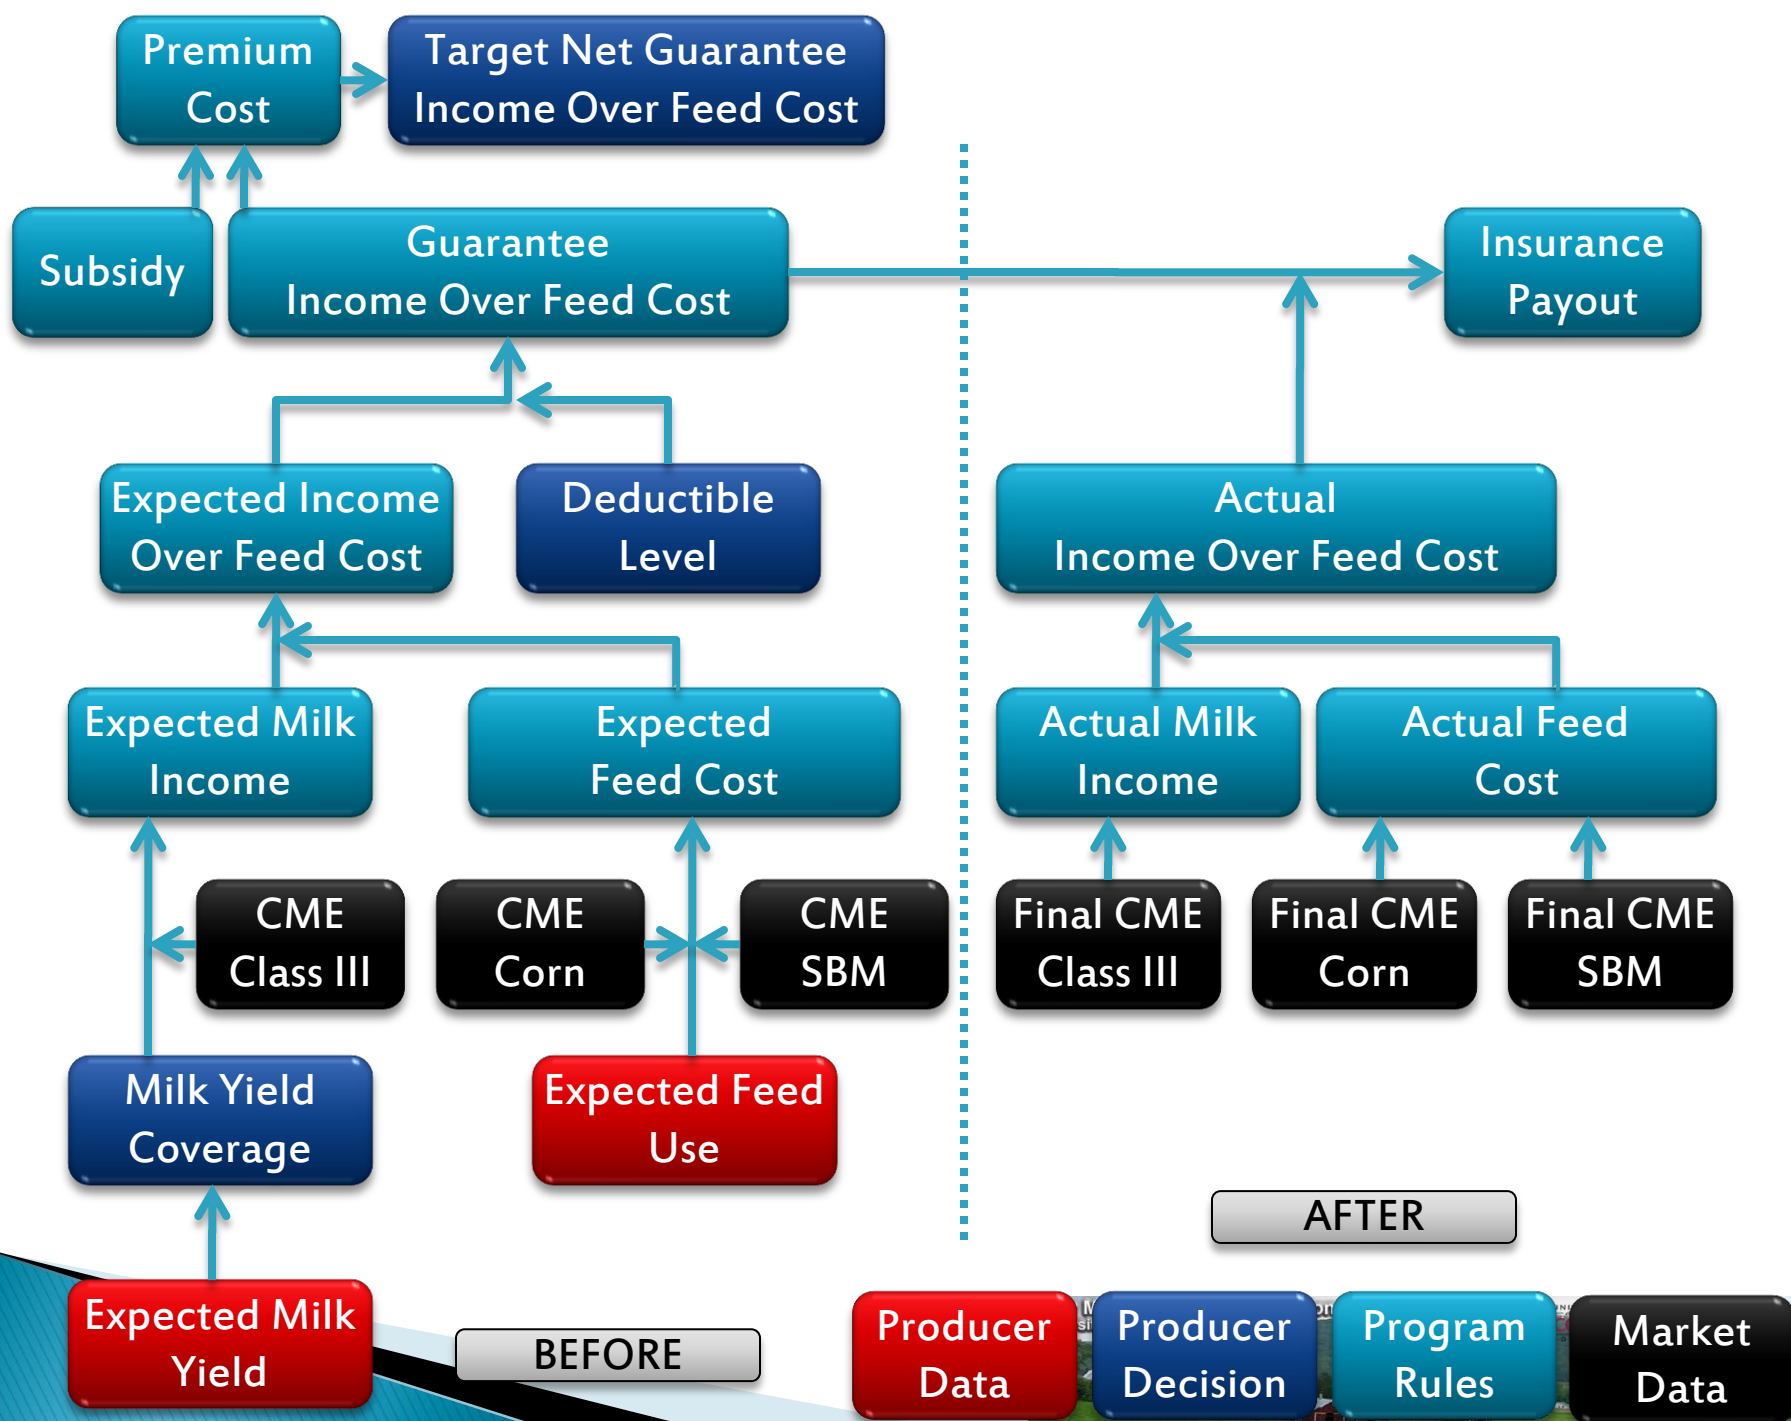 Premium
Cost
Target Net Guarantee
Income Over Feed Cost
Subsidy
Guarantee
Income Over Feed Cost
Insurance
Payout
Expected Income
Over Feed Cost
Deductible
Level
Actual
Income Over Feed Cost
Expected Milk
Income
Expected
Feed Cost
Actual Milk
Income
Actual Feed
Cost
CME
Class III
CME
Corn
CME
SBM
Final CME
Class III
Final CME
Corn
Final CME
SBM
Milk Yield
Coverage
Expected Feed
Use
AFTER
Expected Milk
Yield
BEFORE
Producer
Data
Producer
Decision
Program
Rules
Market
Data